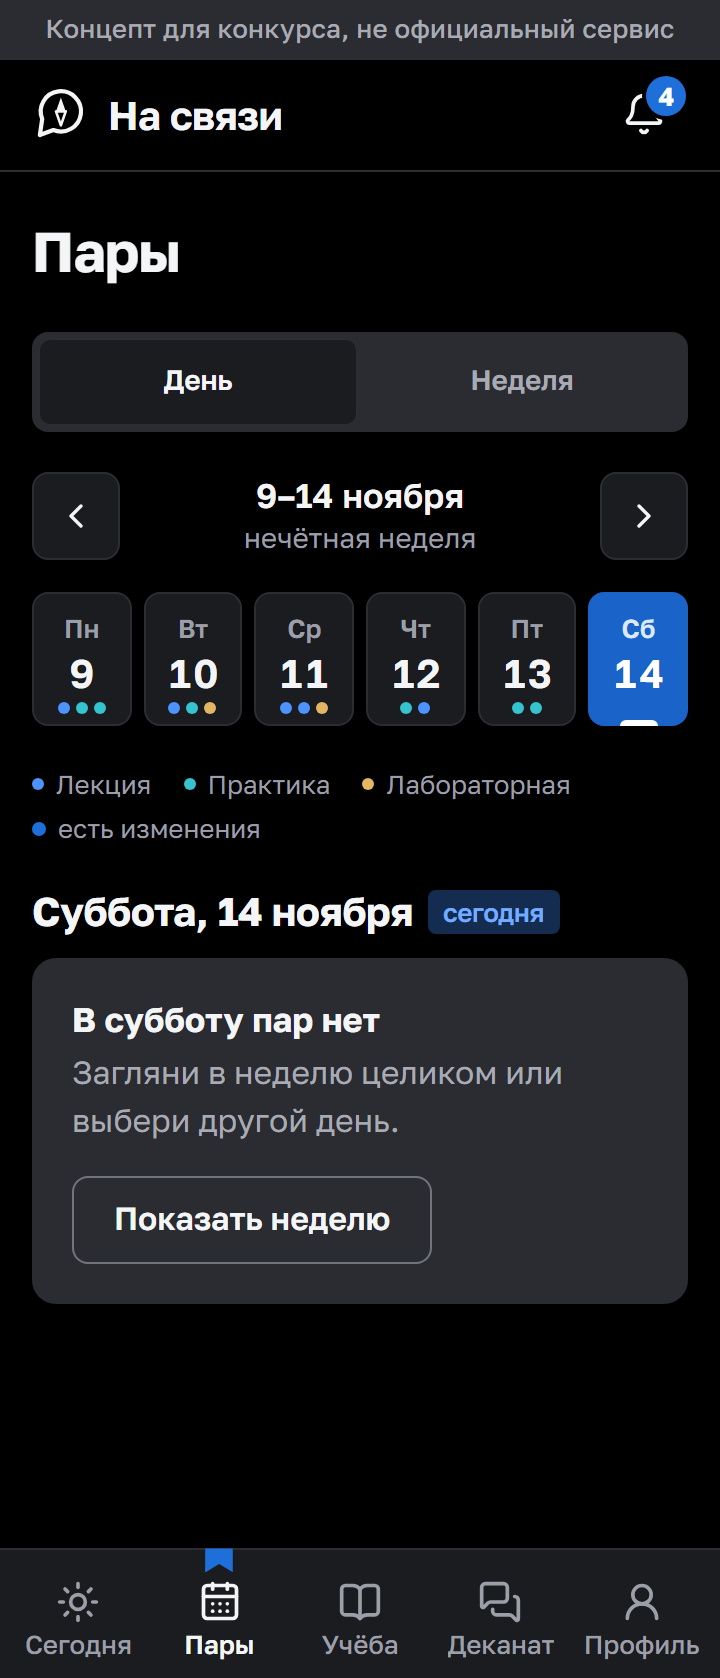 Концепт для конкурса, не официальный сервис
На связи
4
Пары
День
Неделя
9–14 ноября
нечётная неделя
Пн
Вт
Ср
Чт
Пт
Сб
9
10
11
12
13
14
Лекция
Практика
Лабораторная
есть изменения
Суббота, 14 ноября
сегодня
В субботу пар нет
Загляни в неделю целиком или
выбери другой день.
Показать неделю
Сегодня
Пары
Учёба
Деканат
Профиль